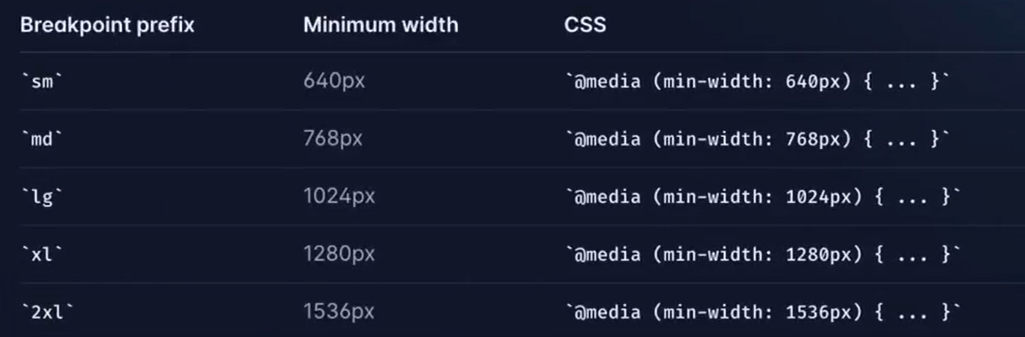 Breakpoint prefix Minimum width CSS
`sm` 640px `@media (min-width: 640px) { ... }`
`md` 768px `@media (min-width: 768px) { ... }`
`lg` 1024px `@media (min-width: 1024px) { ... }`
`xl` 1280px `@media (min-width: 1280px) { ... }`
`2xl` 1536px `@media (min-width: 1536px) { ... }`